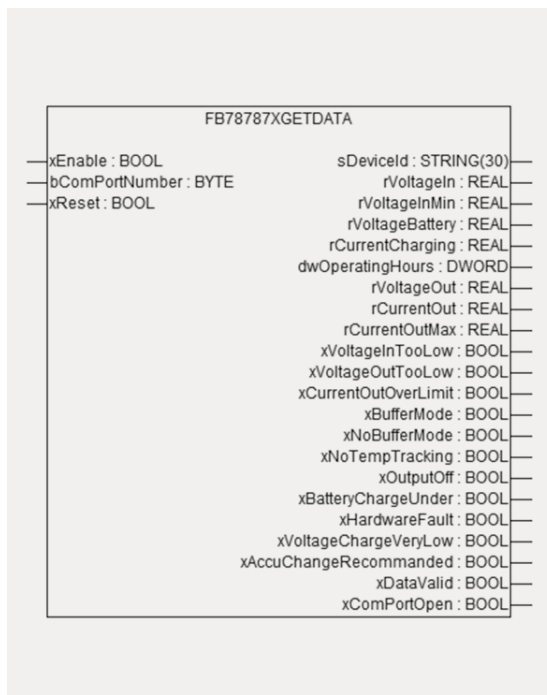 FB78787XGETDATA
xEnable : BOOL sDeviceId : STRING(30)
bComPortNumber : BYTE rVoltageIn : REAL
xReset : BOOL rVoltageInMin : REAL
rVoltageBattery : REAL
rCurrentCharging : REAL
dwOperatingHours : DWORD
rVoltageOut : REAL
rCurrentOut : REAL
rCurrentOutMax : REAL
xVoltageInTooLow : BOOL
xVoltageOutTooLow : BOOL
xCurrentOutOverLimit : BOOL
xBufferMode : BOOL
xNoBufferMode : BOOL
xNoTempTracking : BOOL
xOutputOff : BOOL
xBatteryChargeUnder : BOOL
xHardwareFault : BOOL
xVoltageChargeVeryLow : BOOL
xAccuChangeRecommanded : BOOL
xDataValid : BOOL
xComPortOpen : BOOL